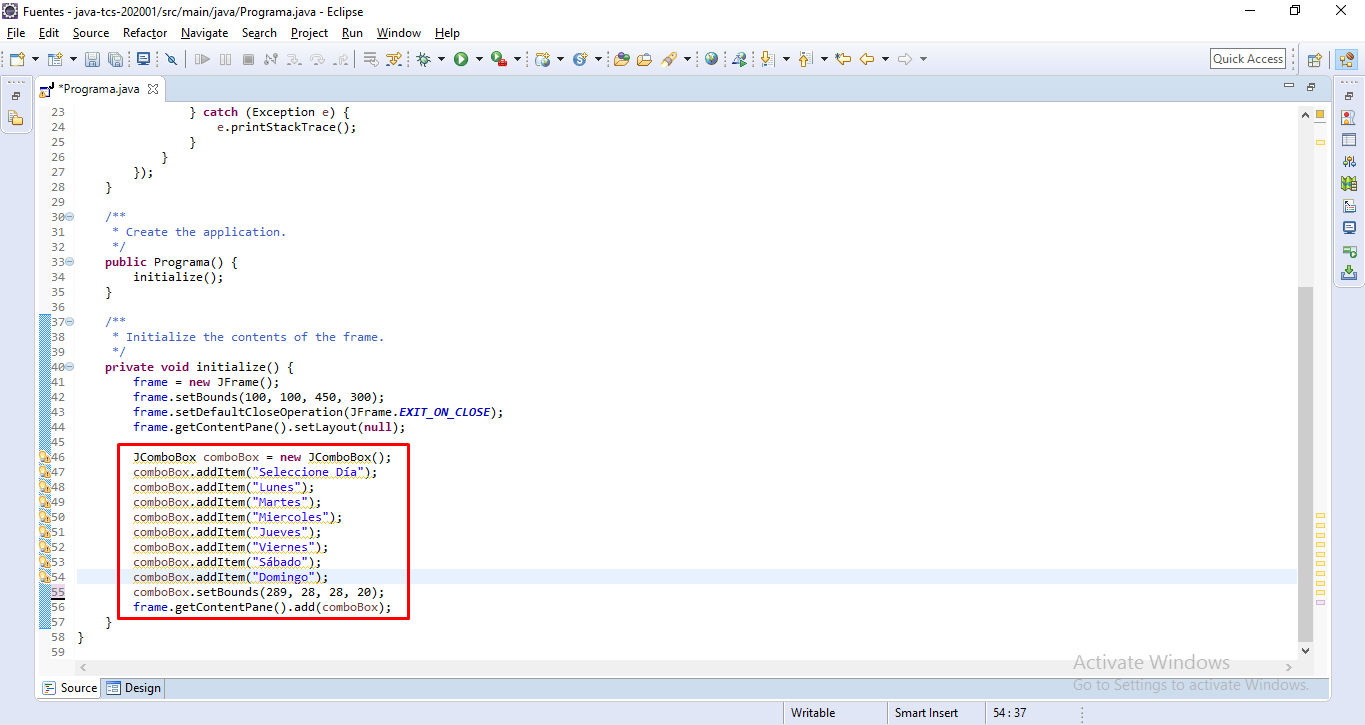 Fuentes - java-tcs-202001/src/main/java/Programa.java - Eclipse
File Edit Source Refactor Navigate Search Project Run Window Help
Quick Access
*Programa.java
23 } catch (Exception e) {
24 e.printStackTrace();
25 }
26 }
27 });
28 }
29
30 /**
31 * Create the application.
32 */
33 public Programa() {
34 initialize();
35 }
36
37 /**
38 * Initialize the contents of the frame.
39 */
40 private void initialize() {
41 frame = new JFrame();
42 frame.setBounds(100, 100, 450, 300);
43 frame.setDefaultCloseOperation(JFrame.EXIT_ON_CLOSE);
44 frame.getContentPane().setLayout(null);
45
46 JComboBox comboBox = new JComboBox();
47 comboBox.addItem("Seleccione Día");
48 comboBox.addItem("Lunes");
49 comboBox.addItem("Martes");
50 comboBox.addItem("Miercoles");
51 comboBox.addItem("Jueves");
52 comboBox.addItem("Viernes");
53 comboBox.addItem("Sábado");
54 comboBox.addItem("Domingo");
55 comboBox.setBounds(289, 28, 28, 20);
56 frame.getContentPane().add(comboBox);
57 }
58 }
59
Activate Windows
Go to Settings to activate Windows.
Source Design
Writable Smart Insert 54 : 37